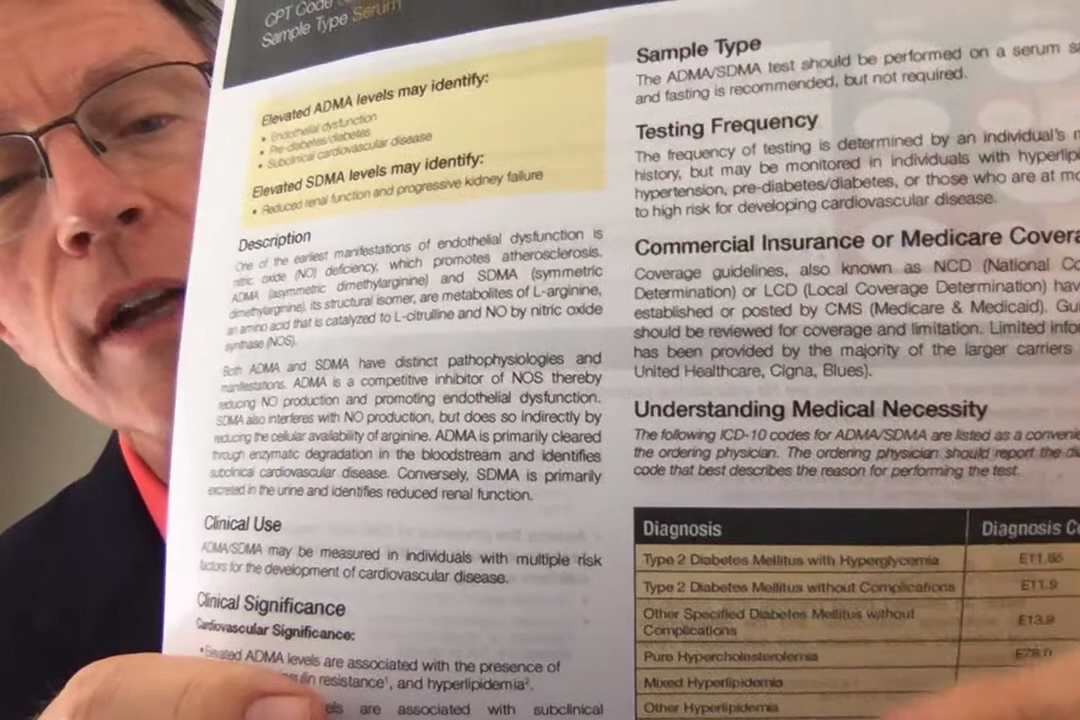 CPT Code
Sample Type Serum
Elevated ADMA levels may identify:
• Endothelial dysfunction
• Pre-diabetes/diabetes
• Subclinical cardiovascular disease
Elevated SDMA levels may identify:
• Reduced renal function and progressive kidney failure
Description
One of the earliest manifestations of endothelial dysfunction is
nitric oxide (NO) deficiency, which promotes atherosclerosis.
ADMA (asymmetric dimethylarginine) and SDMA (symmetric
dimethylarginine), its structural isomer, are metabolites of L-arginine,
an amino acid that is catalyzed to L-citrulline and NO by nitric oxide
synthase (NOS).
Both ADMA and SDMA have distinct pathophysiologies and
manifestations. ADMA is a competitive inhibitor of NOS thereby
reducing NO production and promoting endothelial dysfunction.
SDMA also interferes with NO production, but does so indirectly by
reducing the cellular availability of arginine. ADMA is primarily cleared
through enzymatic degradation in the bloodstream and identifies
subclinical cardiovascular disease. Conversely, SDMA is primarily
excreted in the urine and identifies reduced renal function.
Clinical Use
ADMA/SDMA may be measured in individuals with multiple risk
factors for the development of cardiovascular disease.
Clinical Significance
Cardiovascular Significance:
• Elevated ADMA levels are associated with the presence of
resistance¹, and hyperlipidemia².
are associated with subclinical
Sample Type
The ADMA/SDMA test should be performed on a serum
and fasting is recommended, but not required.
Testing Frequency
The frequency of testing is determined by an individual's
history, but may be monitored in individuals with
hypertension, pre-diabetes/diabetes, or those who are at
to high risk for developing cardiovascular disease.
Commercial Insurance or Medicare
Coverage guidelines, also known as NCD (National
Determination) or LCD (Local Coverage Determination)
established or posted by CMS (Medicare & Medicaid).
should be reviewed for coverage and limitation. Limited
has been provided by the majority of the larger carriers
United Healthcare, Cigna, Blues).
Understanding Medical Necessity
The following ICD-10 codes for ADMA/SDMA are listed as a
the ordering physician. The ordering physician should report the
code that best describes the reason for performing the test.
Diagnosis Diagnosis
Type 2 Diabetes Mellitus with Hyperglycemia E11.65
Type 2 Diabetes Mellitus without Complications E11.9
Other Specified Diabetes Mellitus without
Complications E13.9
Pure Hypercholesterolemia E78.0
Mixed Hyperlipidemia
Other Hyperlipidemia